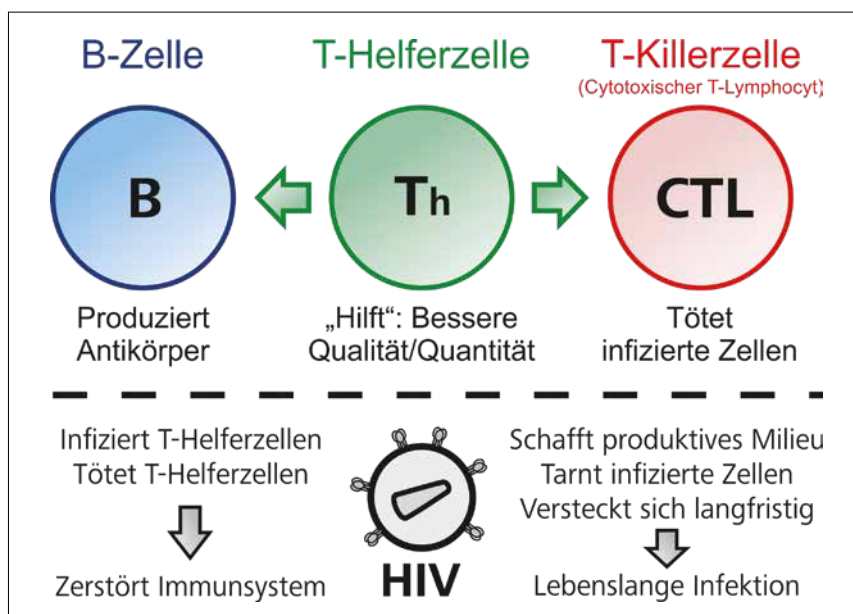 B-Zelle
T-Helferzelle
T-Killerzelle
(Cytotoxischer T-Lymphocyt)
B
Th
CTL
Produziert
Antikörper
„Hilft“: Bessere
Qualität/Quantität
Tötet
infizierte Zellen
Infiziert T-Helferzellen
Tötet T-Helferzellen
Zerstört Immunsystem
HIV
Schafft produktives Milieu
Tarnt infizierte Zellen
Versteckt sich langfristig
Lebenslange Infektion